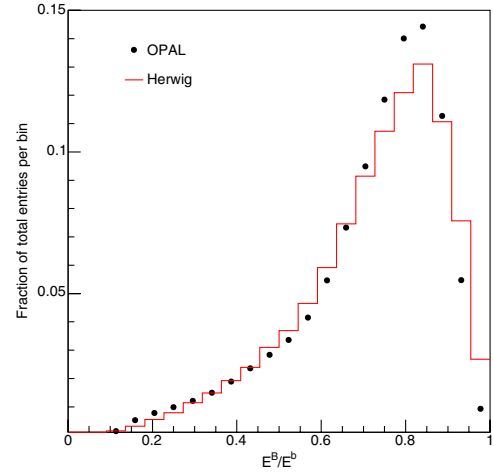 0.15
OPAL
Herwig
0.1
Fraction of total entries per bin
0.05
0 0.2 0.4 0.6 0.8 1
E^B/E^b